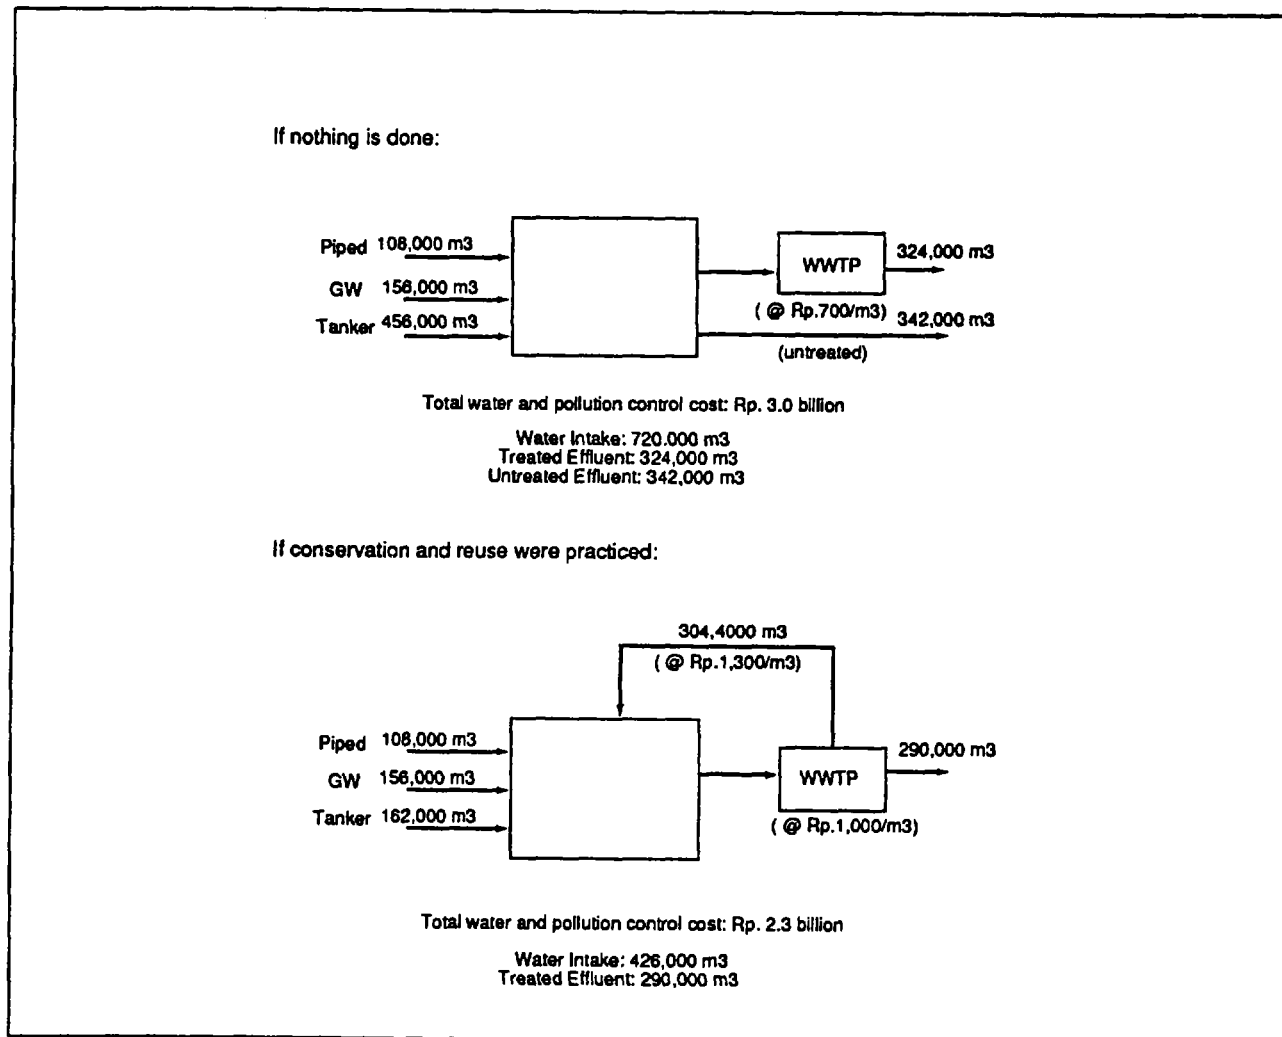 If nothing is done:
Piped 108,000 m3
GW 156,000 m3
Tanker 456,000 m3
WWTP
( @ Rp.700/m3)
324,000 m3
342,000 m3
(untreated)
Total water and pollution control cost: Rp. 3.0 billion
Water Intake: 720.000 m3
Treated Effluent: 324,000 m3
Untreated Effluent: 342,000 m3
If conservation and reuse were practiced:
304,4000 m3
( @ Rp.1,300/m3)
Piped 108,000 m3
GW 156,000 m3
Tanker 162,000 m3
WWTP
( @ Rp.1,000/m3)
290,000 m3
Total water and pollution control cost: Rp. 2.3 billion
Water Intake: 426,000 m3
Treated Effluent: 290,000 m3